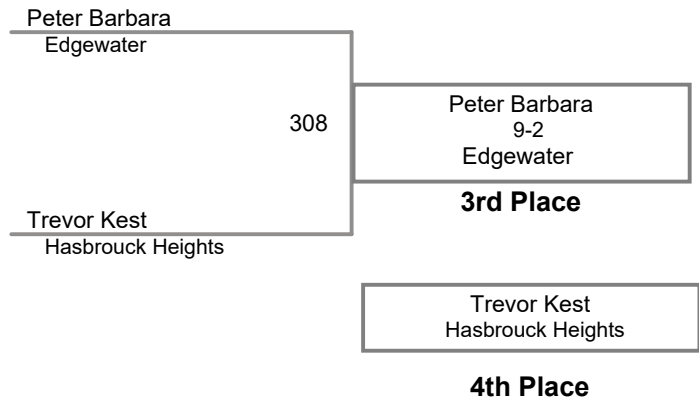 Peter Barbara
Edgewater
308
Peter Barbara
9-2
Edgewater
3rd Place
Trevor Kest
Hasbrouck Heights
Trevor Kest
Hasbrouck Heights
4th Place